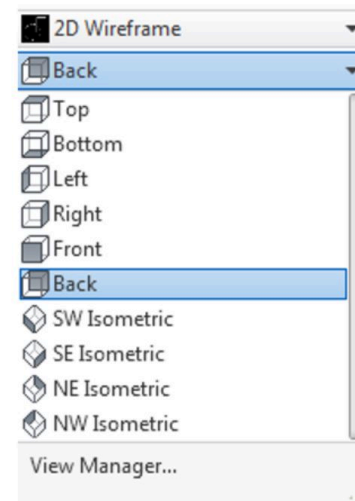 2D Wireframe
Back
Top
Bottom
Left
Right
Front
Back
SW Isometric
SE Isometric
NE Isometric
NW Isometric
View Manager...